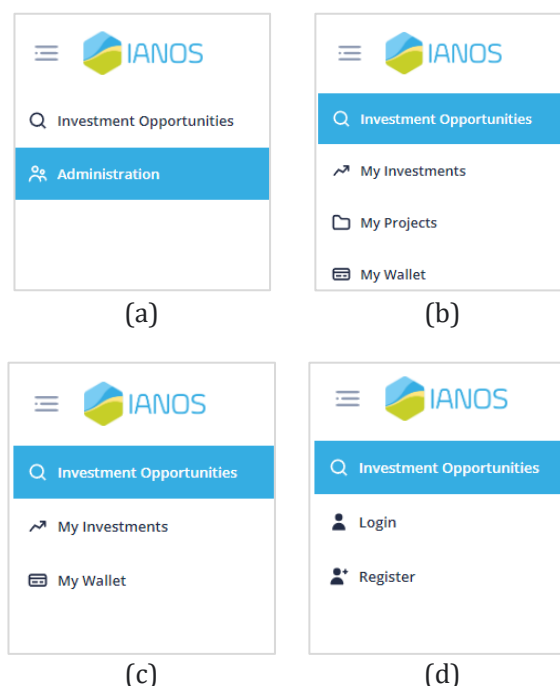 IANOS
Investment Opportunities
Administration
(a)
IANOS
Investment Opportunities
My Investments
My Projects
My Wallet
(b)
IANOS
Investment Opportunities
My Investments
My Wallet
(c)
IANOS
Investment Opportunities
Login
Register
(d)